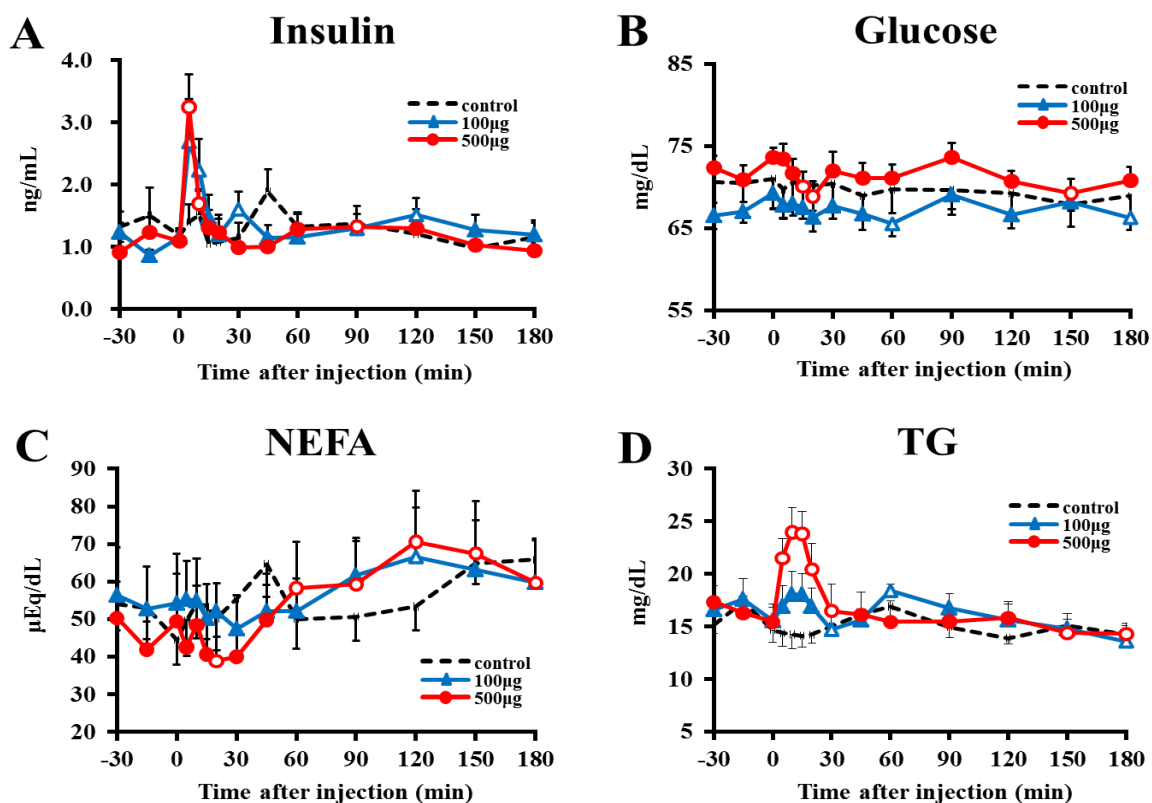 A Insulin
4.0
3.0
2.0
1.0
0.0
ng/mL
control
100μg
500μg
-30 0 30 60 90 120 150 180
Time after injection (min)
B Glucose
85
75
65
55
mg/dL
control
100μg
500μg
-30 0 30 60 90 120 150 180
Time after injection (min)
C NEFA
90
80
70
60
50
40
30
20
μEq/dL
control
100μg
500μg
-30 0 30 60 90 120 150 180
Time after injection (min)
D TG
30
25
20
15
10
5
mg/dL
control
100μg
500μg
-30 0 30 60 90 120 150 180
Time after injection (min)